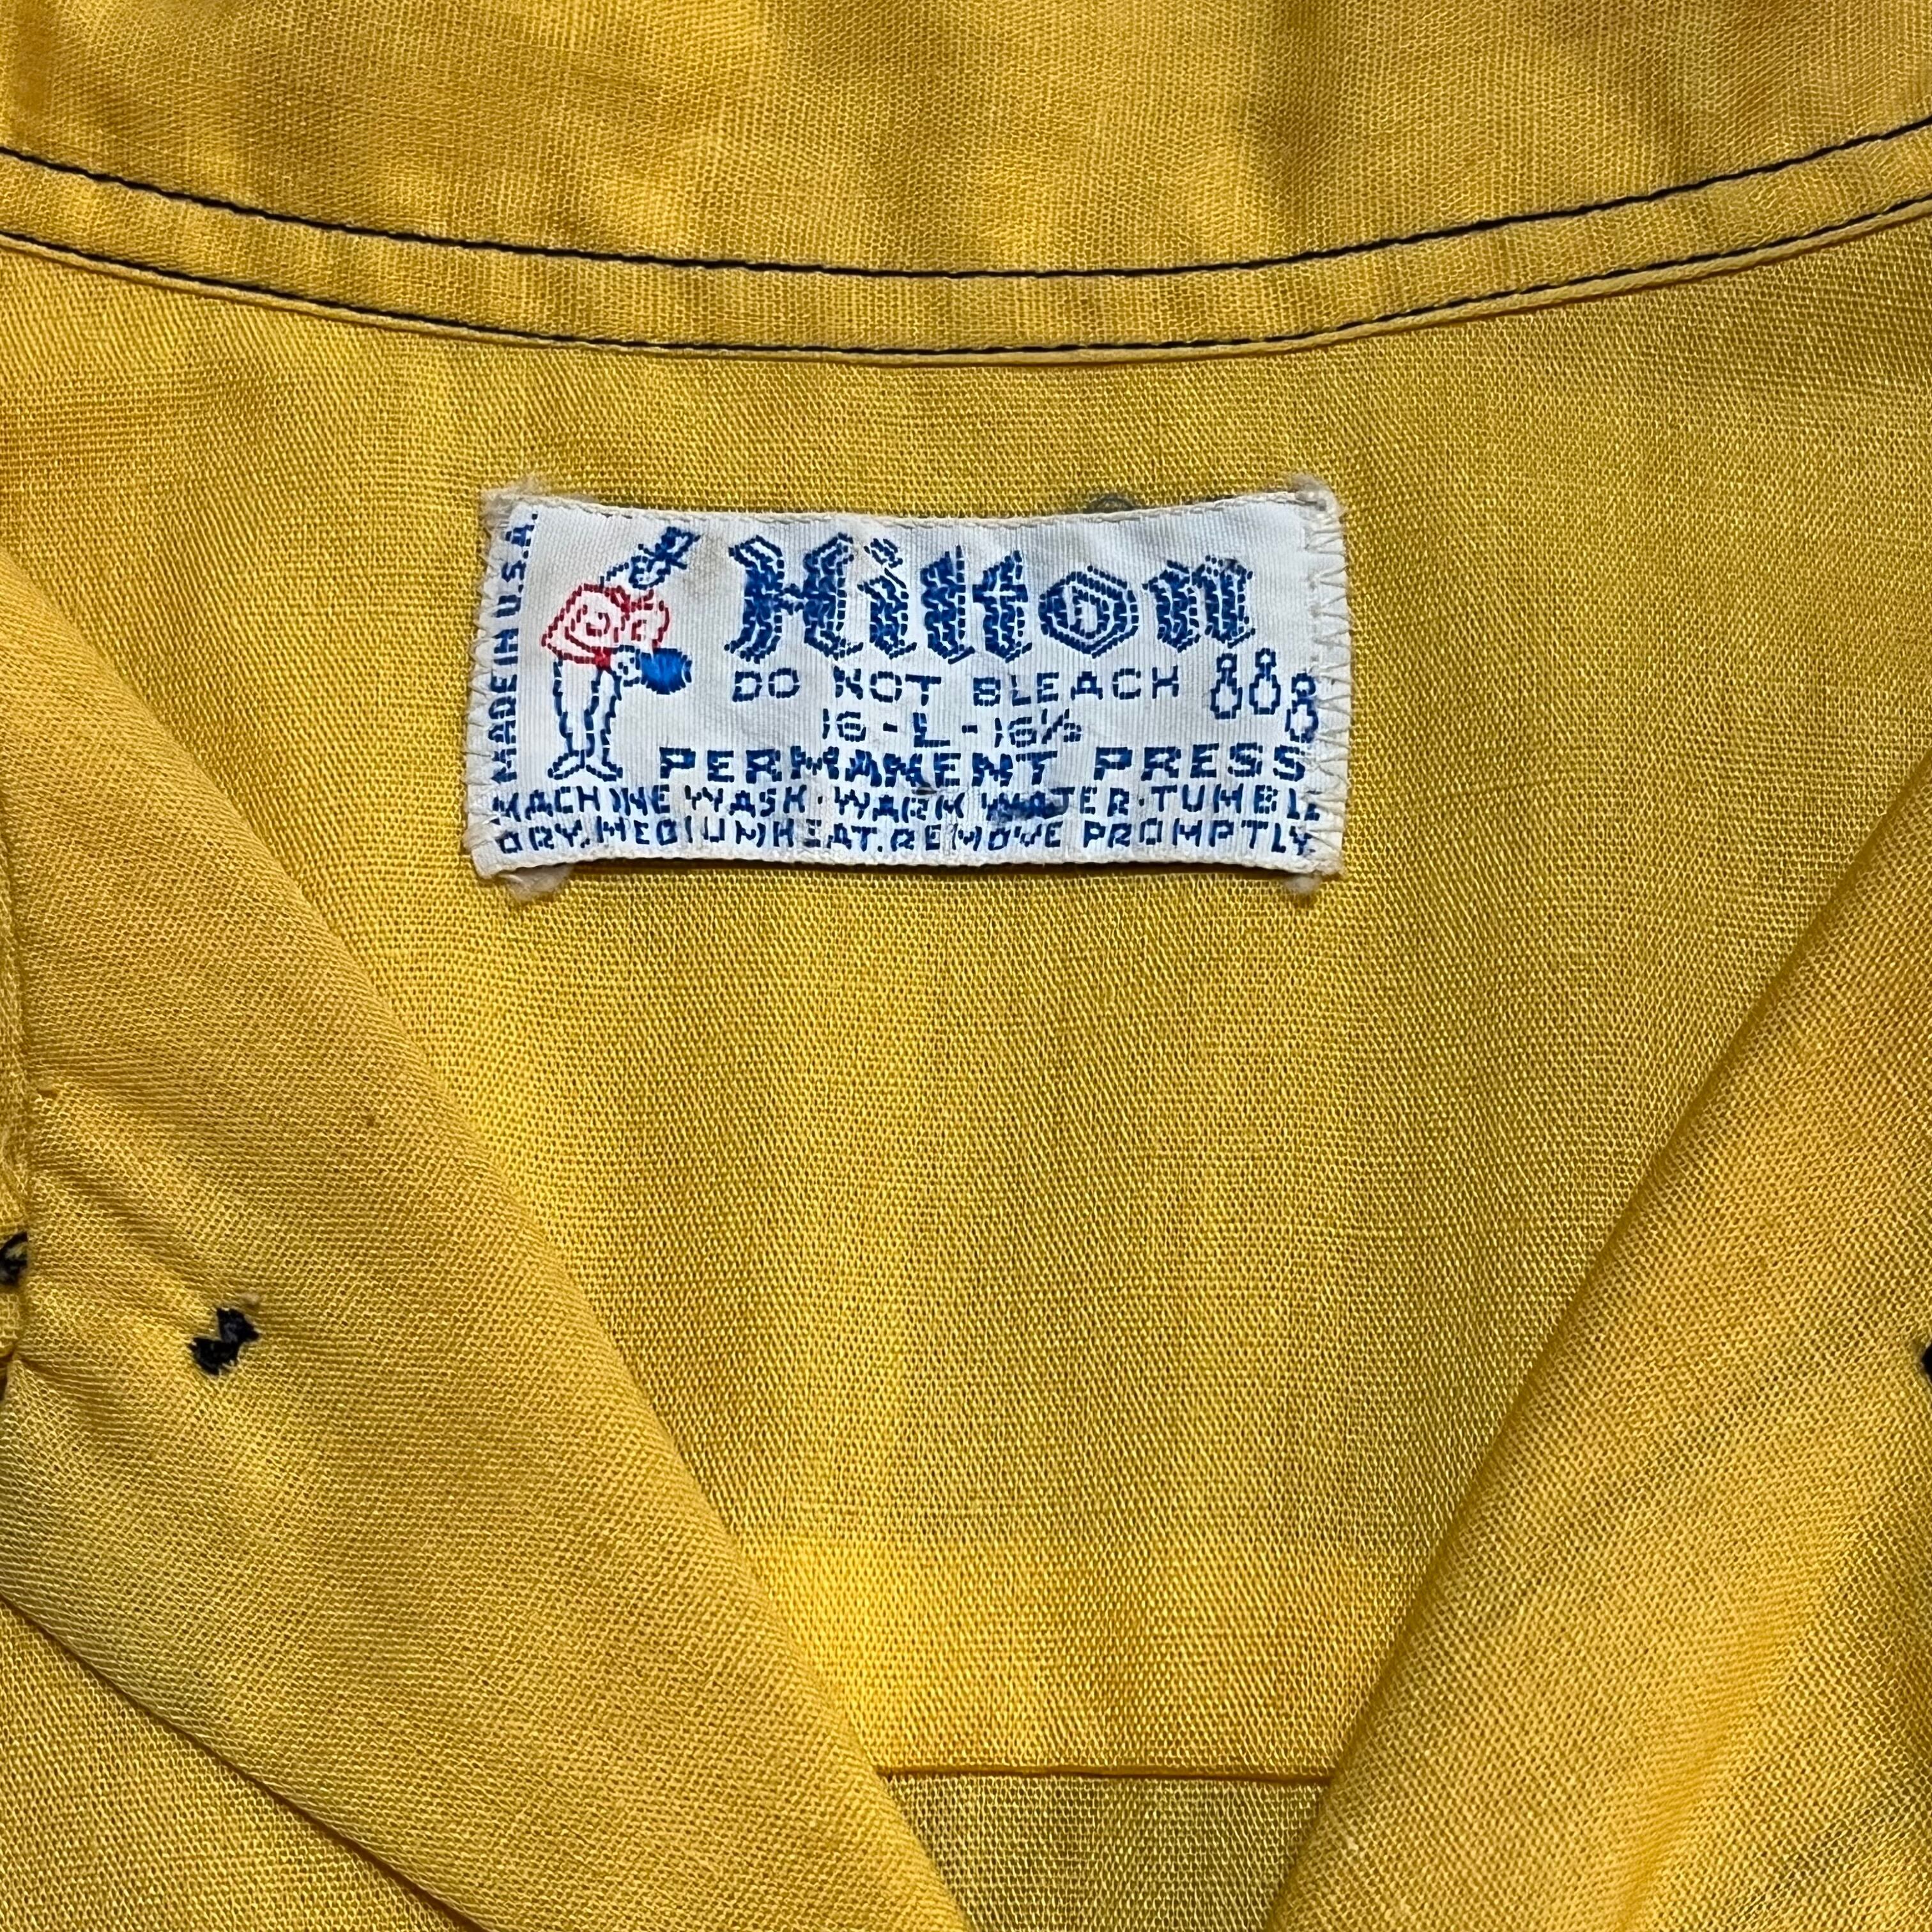 MADE IN U.S.A.
Hilton
DO NOT BLEACH
16-L-16½
PERMANENT PRESS
MACHINE WASK·WARM WATER·TUMBLE
DRY.MEDIUM HEAT.REMOVE PROMPTLY.